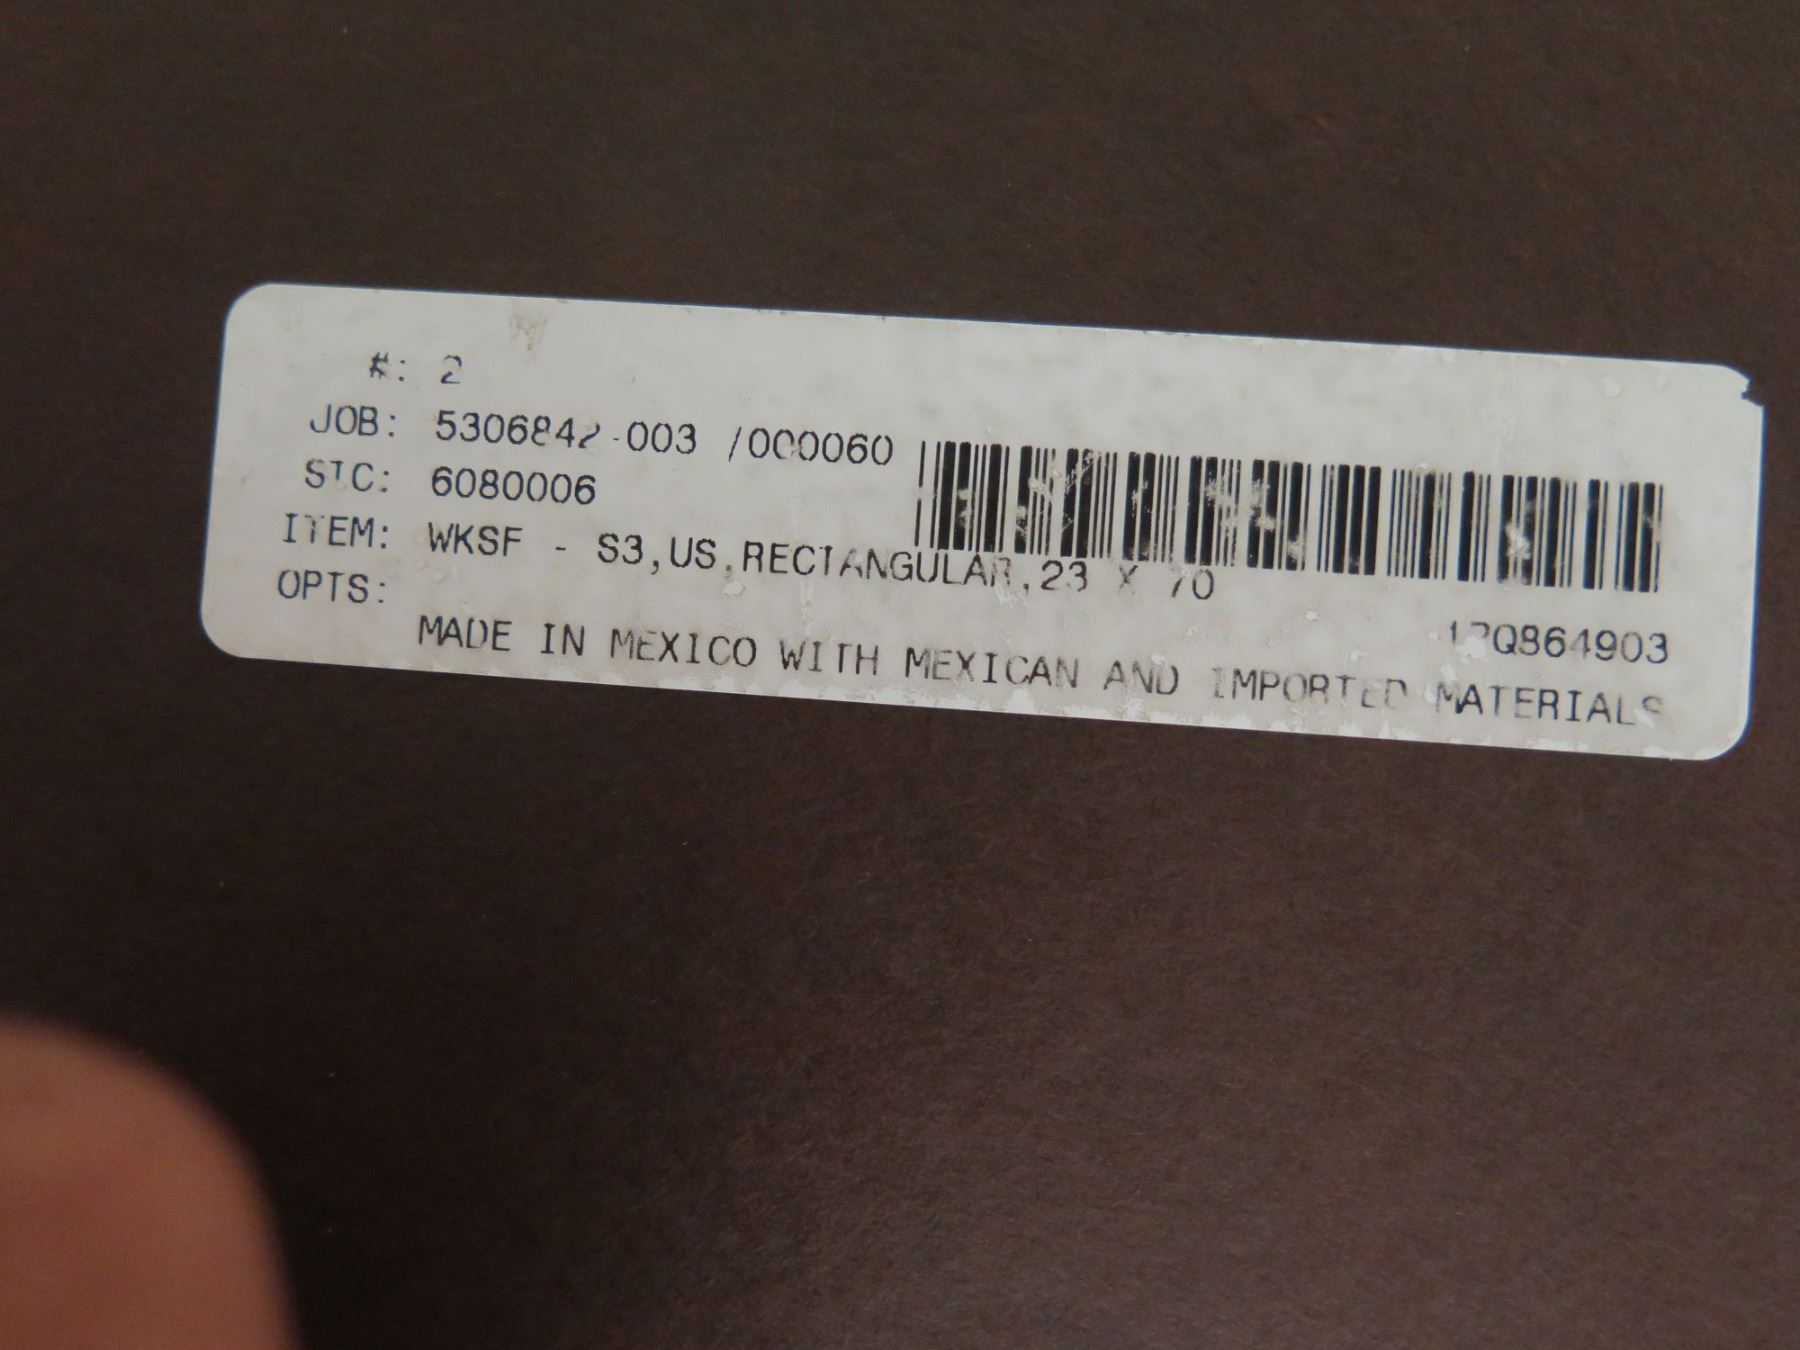 #: 2
JOB: 5306842-003 /000060
STC: 6080006
ITEM: WKSF - S3,US,RECTANGULAR,23 X 70
OPTS:
MADE IN MEXICO WITH MEXICAN AND IMPORTED MATERIALS